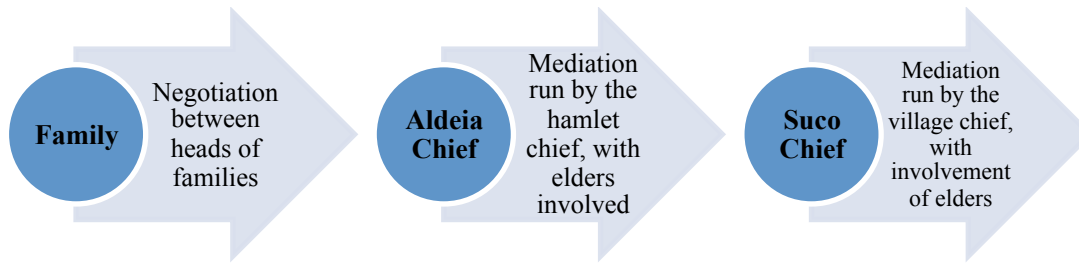 Family
Negotiation
between
heads of
families
Aldeia
Chief
Mediation
run by the
hamlet
chief, with
elders
involved
Suco
Chief
Mediation
run by the
village chief,
with
involvement
of elders